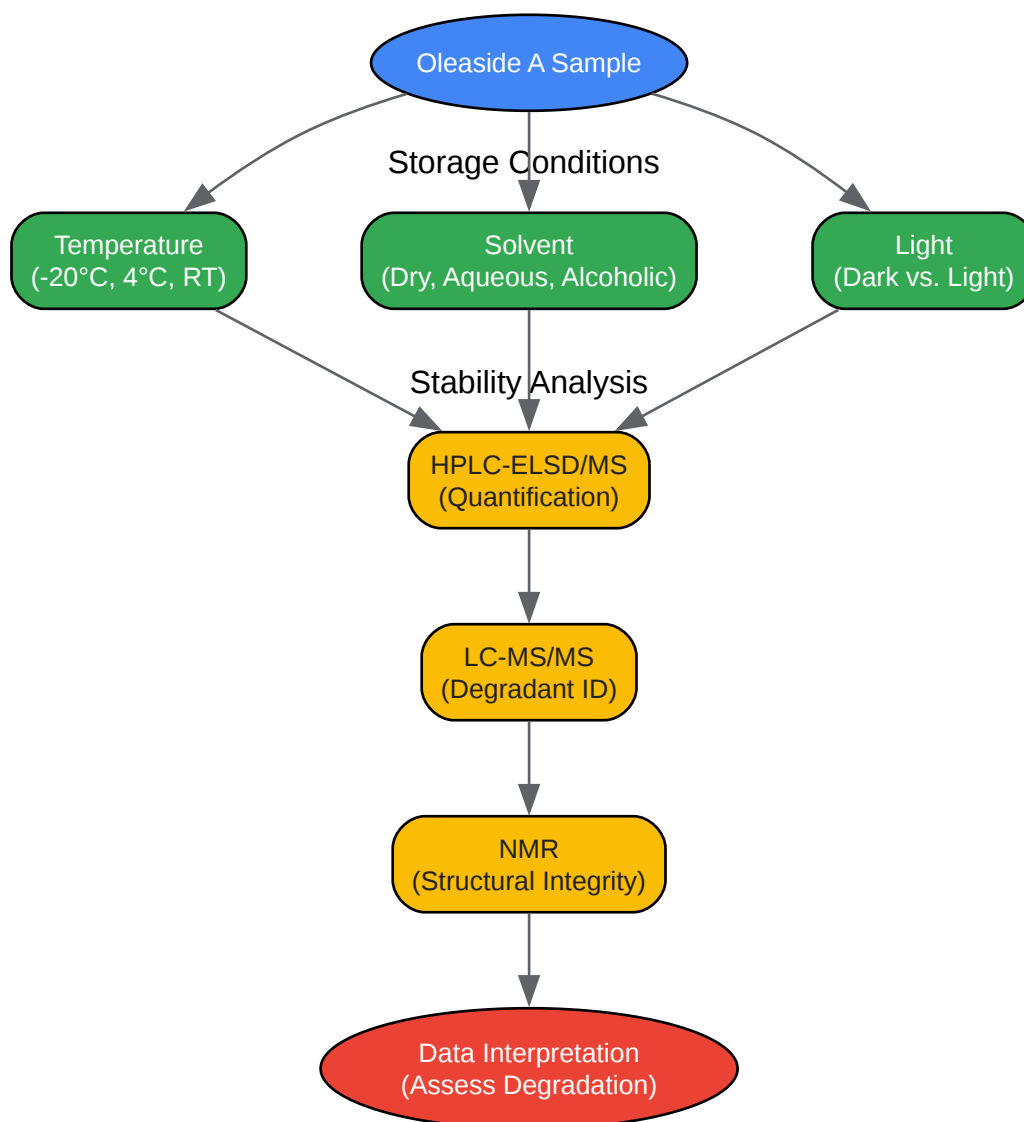 Oleaside A Sample
Storage Conditions
Temperature
(-20°C, 4°C, RT)
Solvent
(Dry, Aqueous, Alcoholic)
Light
(Dark vs. Light)
Stability Analysis
HPLC-ELSD/MS
(Quantification)
LC-MS/MS
(Degradant ID)
NMR
(Structural Integrity)
Data Interpretation
(Assess Degradation)